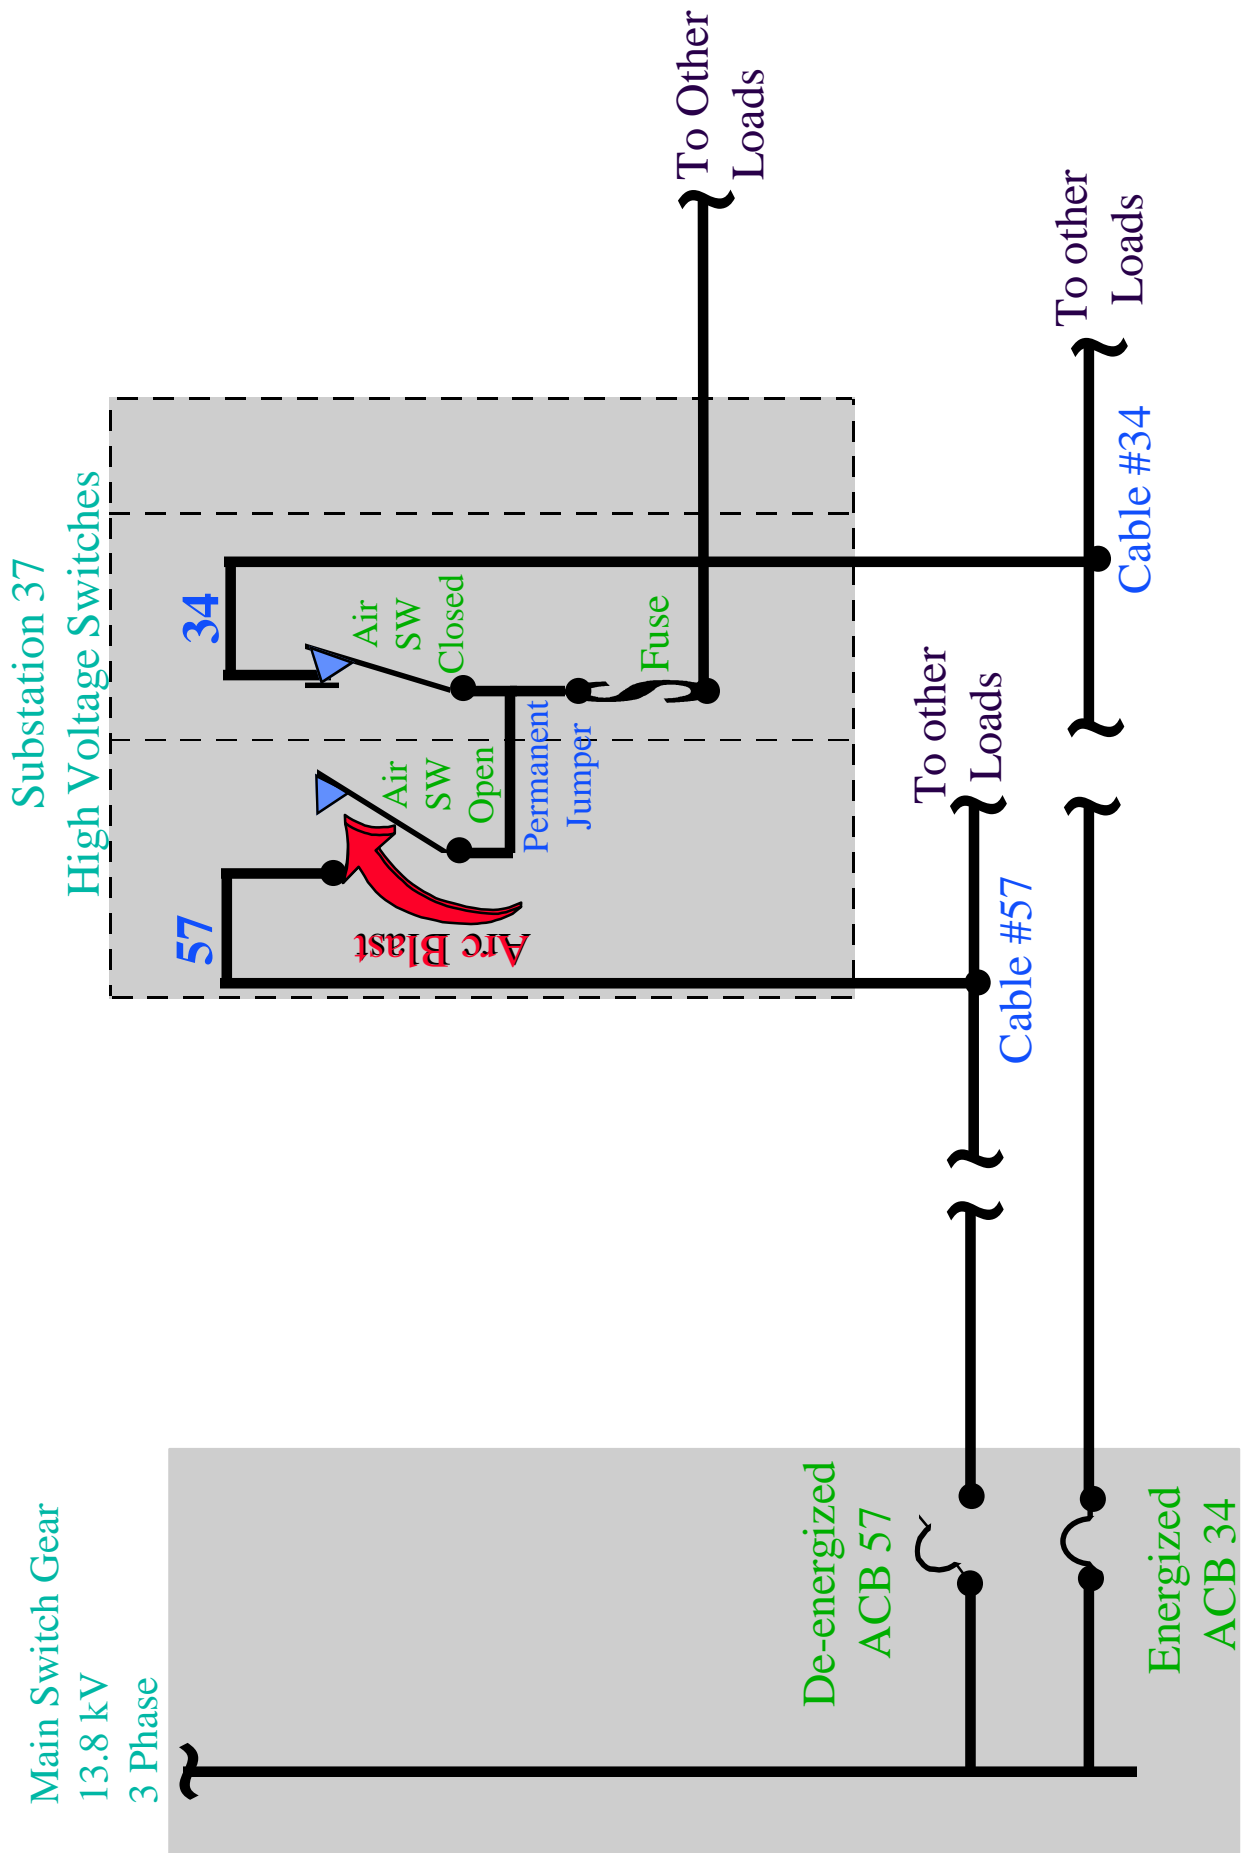 Substation 37
High Voltage Switches
Main Switch Gear
13.8 kV
3 Phase
57
34
Arc Blast
Air
SW
Open
Air
SW
Closed
Permanent
Jumper
Fuse
To Other
Loads
To other
Loads
To other
Loads
Cable #57
Cable #34
De-energized
ACB 57
Energized
ACB 34